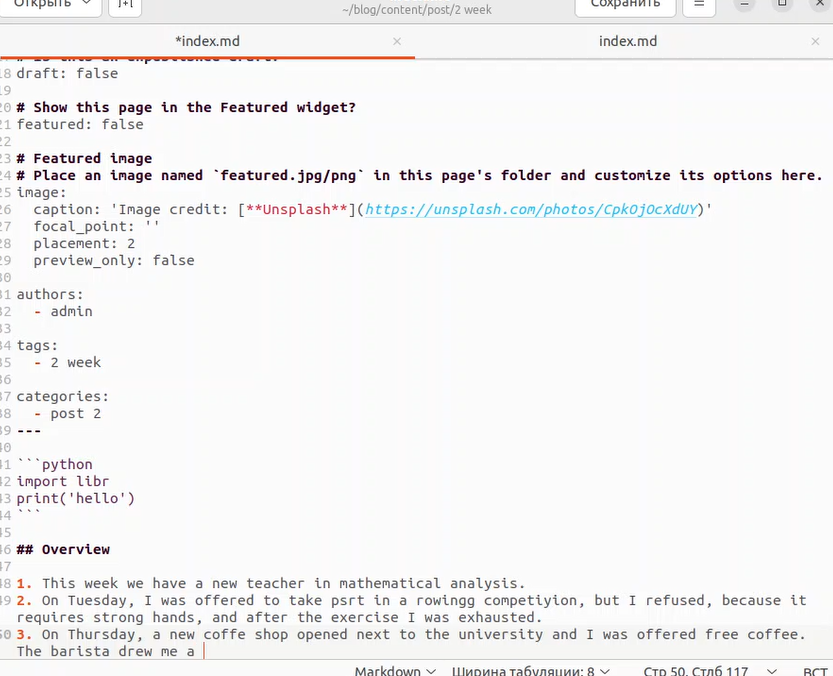 Открыть
~/blog/content/post/2 week
Сохранить
*index.md
index.md
18 draft: false
19
20 # Show this page in the Featured widget?
21 featured: false
22
23 # Featured image
24 # Place an image named `featured.jpg/png` in this page's folder and customize its options here.
25 image:
26   caption: 'Image credit: [**Unsplash**](https://unsplash.com/photos/CpkOjOcXdUY)'
27   focal_point: ''
28   placement: 2
29   preview_only: false
30
31 authors:
32   - admin
33
34 tags:
35   - 2 week
36
37 categories:
38   - post 2
39 ---
40
41 ```python
42 import libr
43 print('hello')
44 ```
45
46 ## Overview
47
48 1. This week we have a new teacher in mathematical analysis.
49 2. On Tuesday, I was offered to take psrt in a rowingg competiyion, but I refused, because it
requires strong hands, and after the exercise I was exhausted.
50 3. On Thursday, a new coffe shop opened next to the university and I was offered free coffee.
The barista drew me a
Markdown
Ширина табуляции: 8
Стр 50, Стлб 117
ВСТ